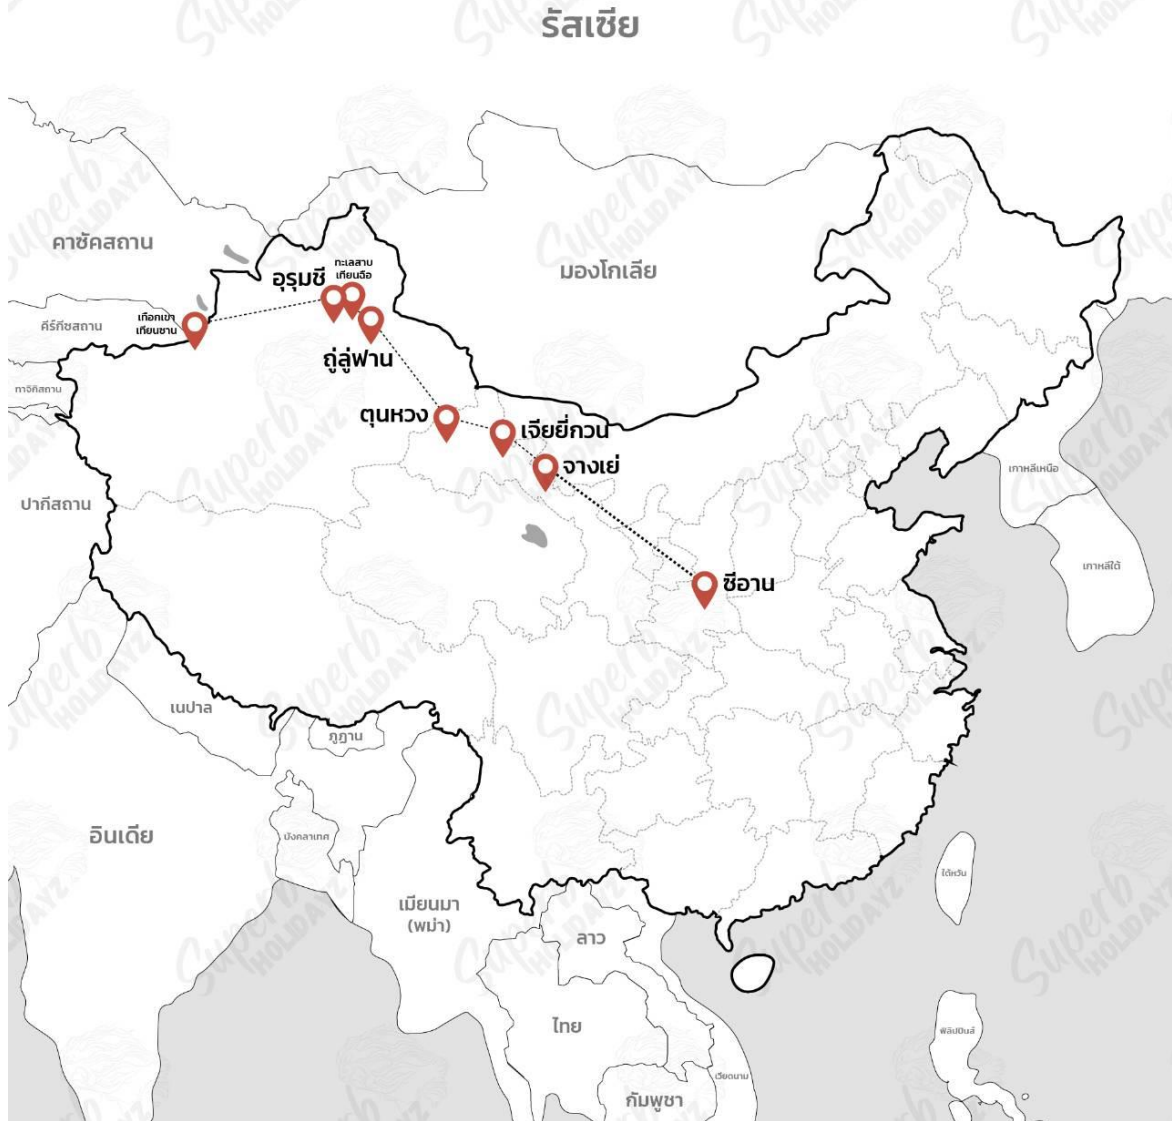 รัสเซีย
คาซัคสถาน
มองโกเลีย
ทะเลสาบ
เทียนฉือ
อุรุมชี
เทือกเขา
เทียนซาน
คีร์กีซสถาน
ถู่ลู่ฟาน
ทาจิกิสถาน
ตุนหวง
เจียยี่กวน
จางเย่
เกาหลีเหนือ
ปากีสถาน
เกาหลีใต้
ซีอาน
เนปาล
ภูฏาน
อินเดีย
บังคลาเทศ
ไต้หวัน
เมียนมา
(พม่า)
ลาว
ไทย
ฟิลิปปินส์
เวียดนาม
กัมพูชา
Superb
HOLIDAYZ